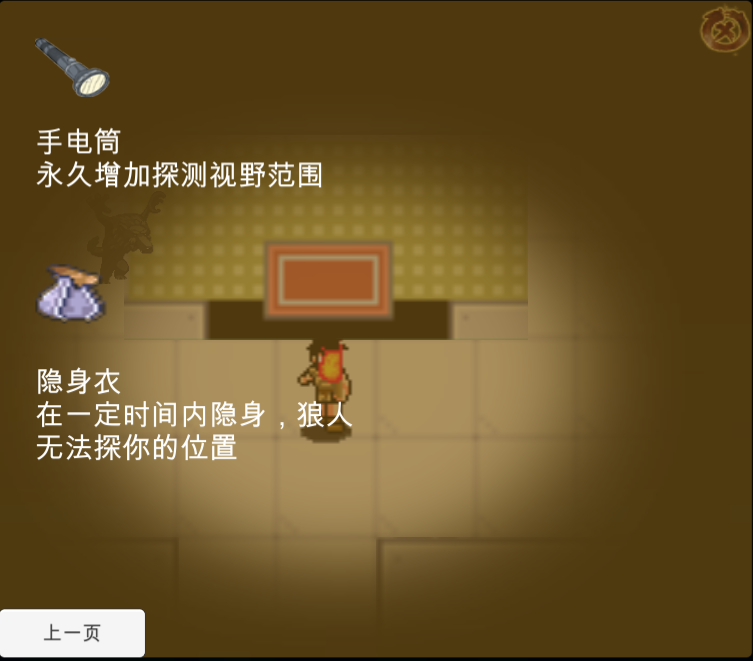 手电筒
永久增加探测视野范围
隐身衣
在一定时间内隐身，狼人
无法探你的位置
上一页